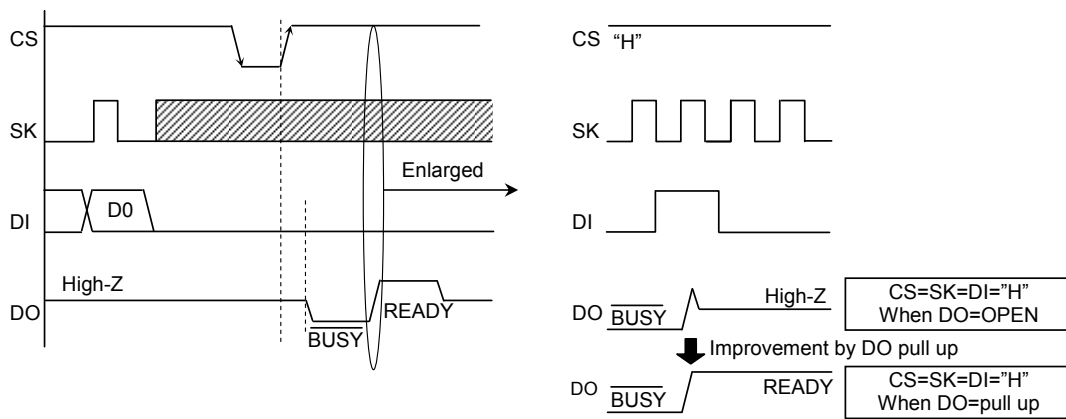 CS
SK
DI
D0
Enlarged
High-Z
DO
BUSY
READY
CS "H"
SK
DI
DO BUSY
High-Z
CS=SK=DI="H"
When DO=OPEN
Improvement by DO pull up
DO BUSY
READY
CS=SK=DI="H"
When DO=pull up